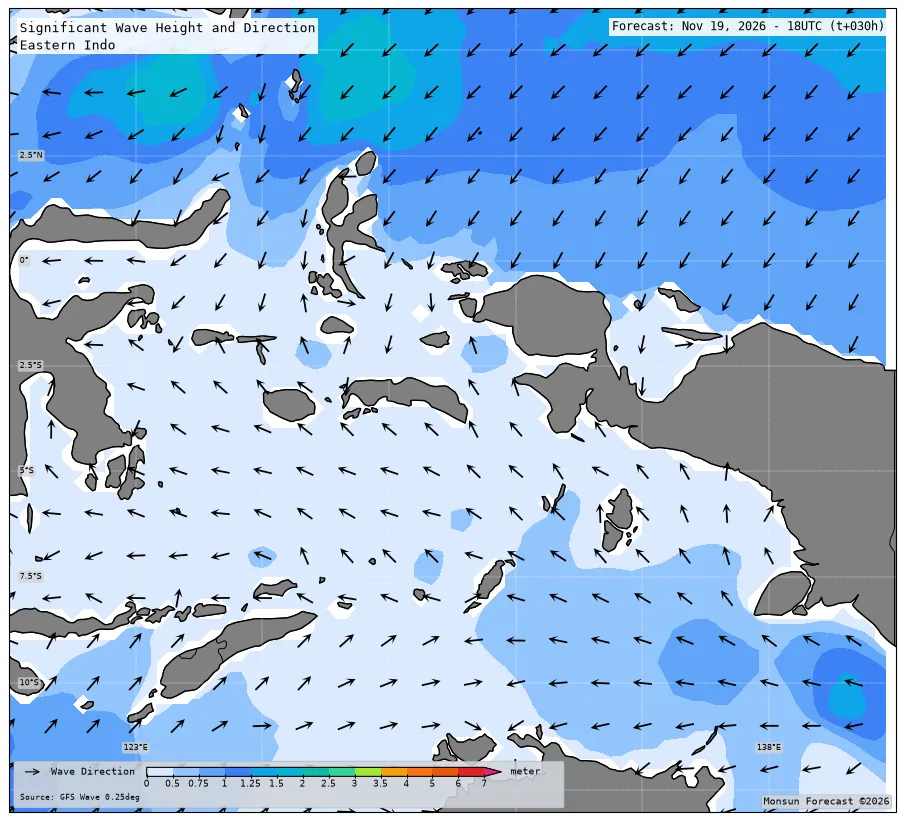 Significant Wave Height and Direction
Eastern Indo
Forecast: Nov 19, 2026 - 18UTC (t+030h)
2.5°N
0°
2.5°S
5°S
7.5°S
10°S
123°E
138°E
Wave Direction
meter
0 0.5 0.75 1 1.25 1.5 2 2.5 3 3.5 4 5 6 7
Source: GFS Wave 0.25deg
Monsun Forecast ©2026